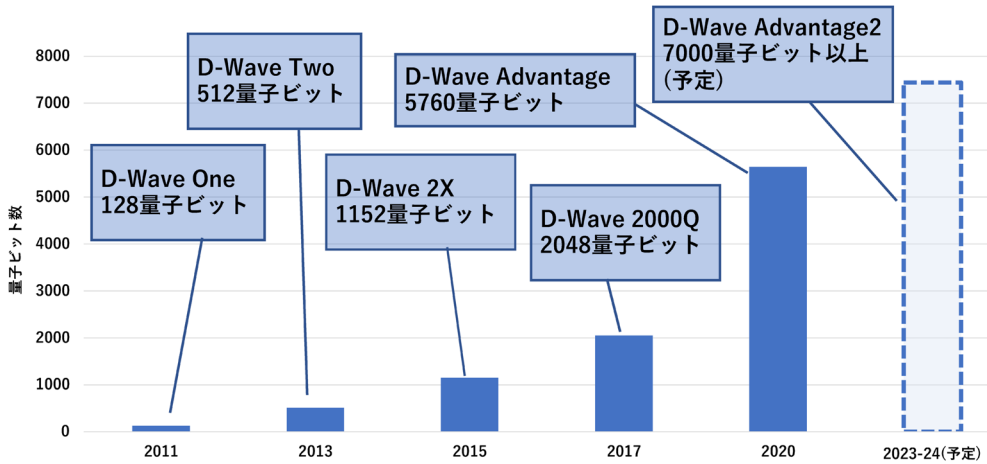 D-Wave Advantage2
7000量子ビット以上
(予定)
D-Wave Two
512量子ビット
D-Wave Advantage
5760量子ビット
D-Wave One
128量子ビット
D-Wave 2X
1152量子ビット
D-Wave 2000Q
2048量子ビット
量子ビット数
8000
7000
6000
5000
4000
3000
2000
1000
0
2011
2013
2015
2017
2020
2023-24(予定)